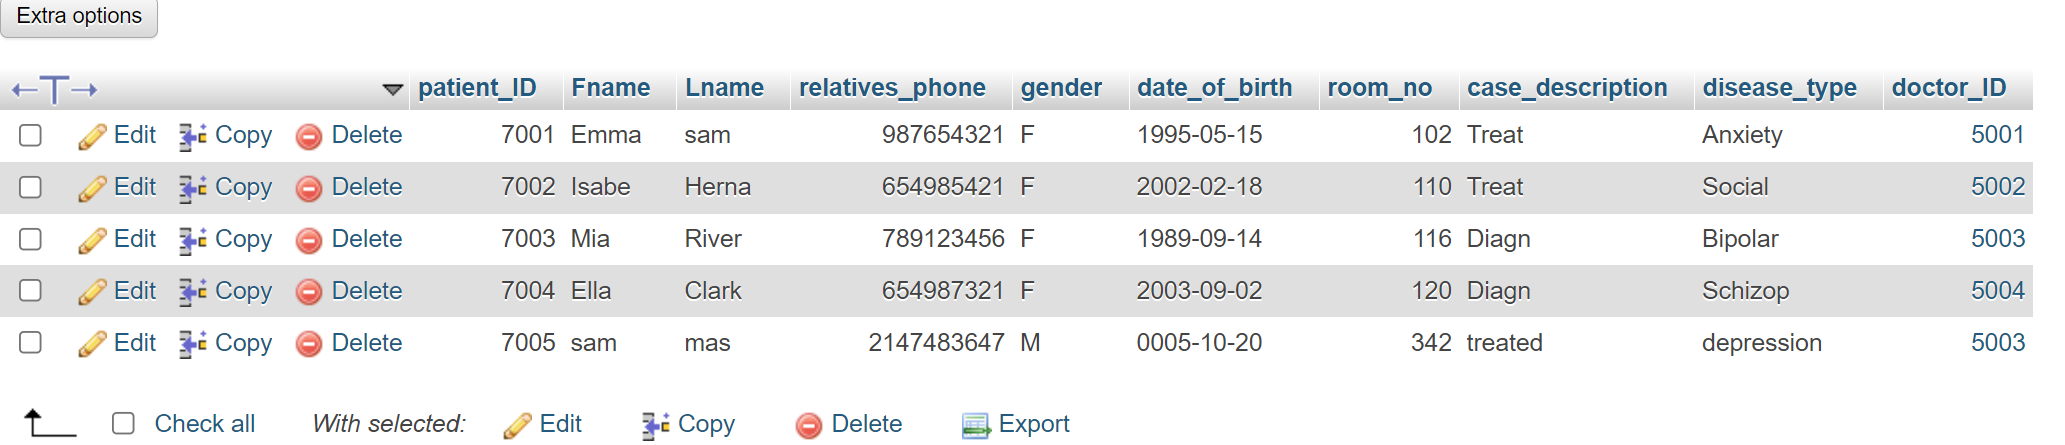 Extra options
←T→ patient_ID Fname Lname relatives_phone gender date_of_birth room_no case_description disease_type doctor_ID
Edit Copy Delete 7001 Emma sam 987654321 F 1995-05-15 102 Treat Anxiety 5001
Edit Copy Delete 7002 Isabe Herna 654985421 F 2002-02-18 110 Treat Social 5002
Edit Copy Delete 7003 Mia River 789123456 F 1989-09-14 116 Diagn Bipolar 5003
Edit Copy Delete 7004 Ella Clark 654987321 F 2003-09-02 120 Diagn Schizop 5004
Edit Copy Delete 7005 sam mas 2147483647 M 0005-10-20 342 treated depression 5003
Check all With selected: Edit Copy Delete Export